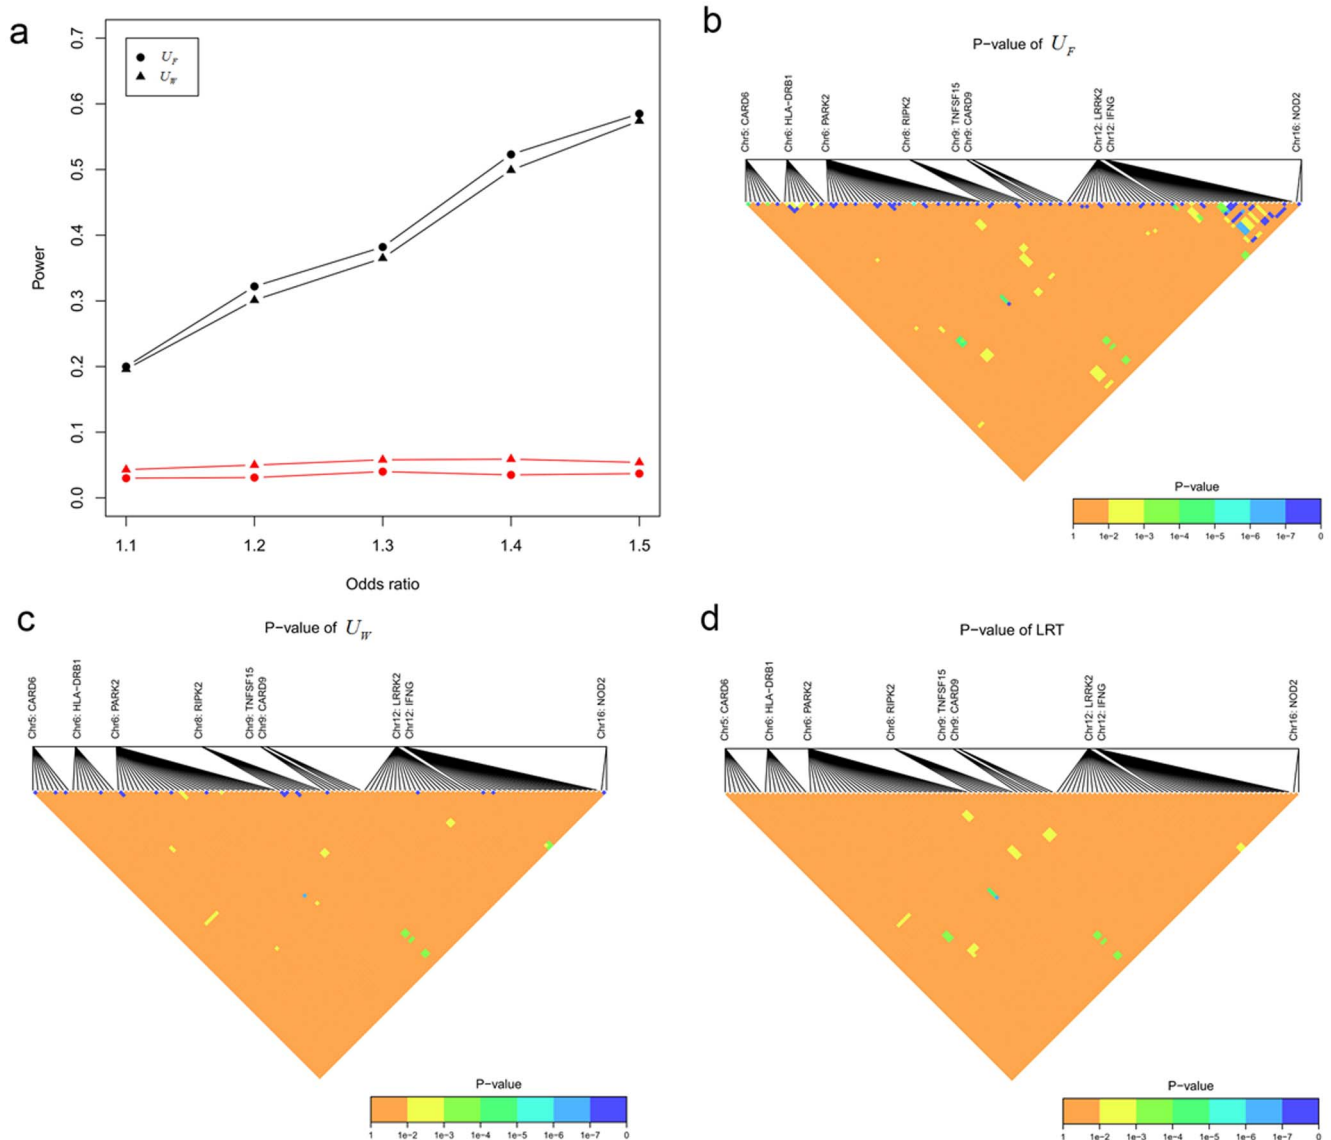 a
0.7
0.6
0.5
0.4
0.3
0.2
0.1
0.0
Power
U_F
U_W
1.1 1.2 1.3 1.4 1.5
Odds ratio
b
P-value of U_F
Chr5: CARD6
Chr6: HLA-DRB1
Chr6: PARK2
Chr8: RIPK2
Chr9: TNFSF15
Chr9: CARD9
Chr12: LRRK2
Chr12: IFNG
Chr16: NOD2
P-value
1 1e-2 1e-3 1e-4 1e-5 1e-6 1e-7 0
c
P-value of U_W
Chr5: CARD6
Chr6: HLA-DRB1
Chr6: PARK2
Chr8: RIPK2
Chr9: TNFSF15
Chr9: CARD9
Chr12: LRRK2
Chr12: IFNG
Chr16: NOD2
P-value
1 1e-2 1e-3 1e-4 1e-5 1e-6 1e-7 0
d
P-value of LRT
Chr5: CARD6
Chr6: HLA-DRB1
Chr6: PARK2
Chr8: RIPK2
Chr9: TNFSF15
Chr9: CARD9
Chr12: LRRK2
Chr12: IFNG
Chr16: NOD2
P-value
1 1e-2 1e-3 1e-4 1e-5 1e-6 1e-7 0